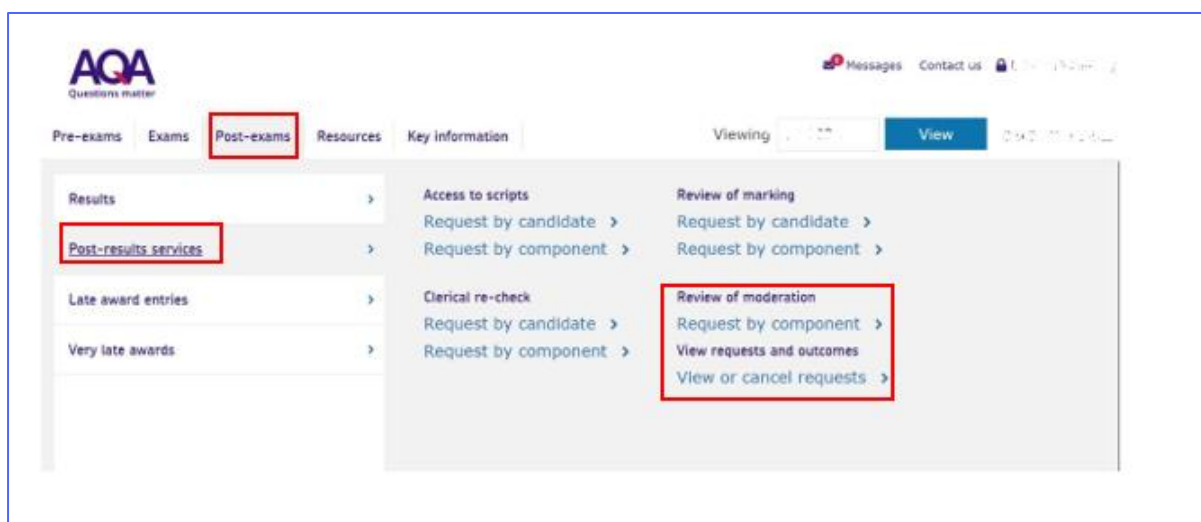 AQA
Questions matter
Messages Contact us
Pre-exams Exams Post-exams Resources Key information
Viewing View
Results
Post-results services
Late award entries
Very late awards
Access to scripts
Request by candidate
Request by component
Review of marking
Request by candidate
Request by component
Clerical re-check
Request by candidate
Request by component
Review of moderation
Request by component
View requests and outcomes
View or cancel requests